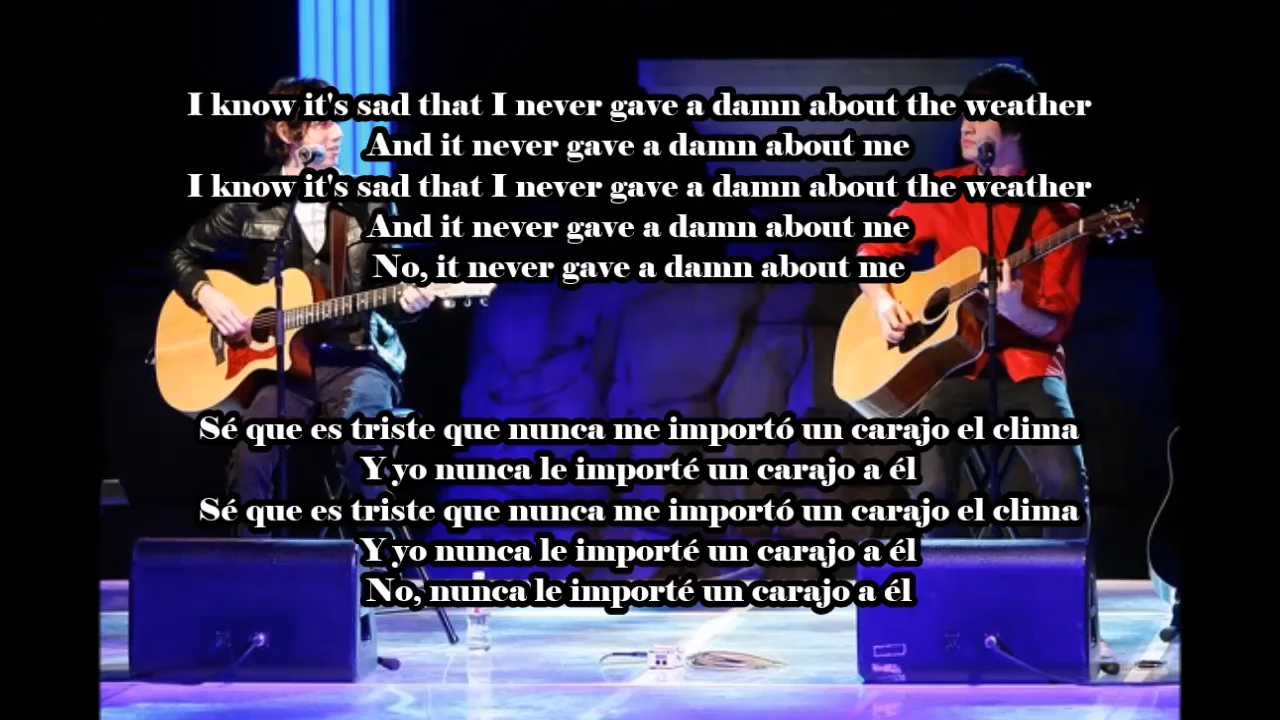 I know it's sad that I never gave a damn about the weather
And it never gave a damn about me
I know it's sad that I never gave a damn about the weather
And it never gave a damn about me
No, it never gave a damn about me
Sé que es triste que nunca me importó un carajo el clima
Y yo nunca le importé un carajo a él
Sé que es triste que nunca me importó un carajo el clima
Y yo nunca le importé un carajo a él
No, nunca le importé un carajo a él